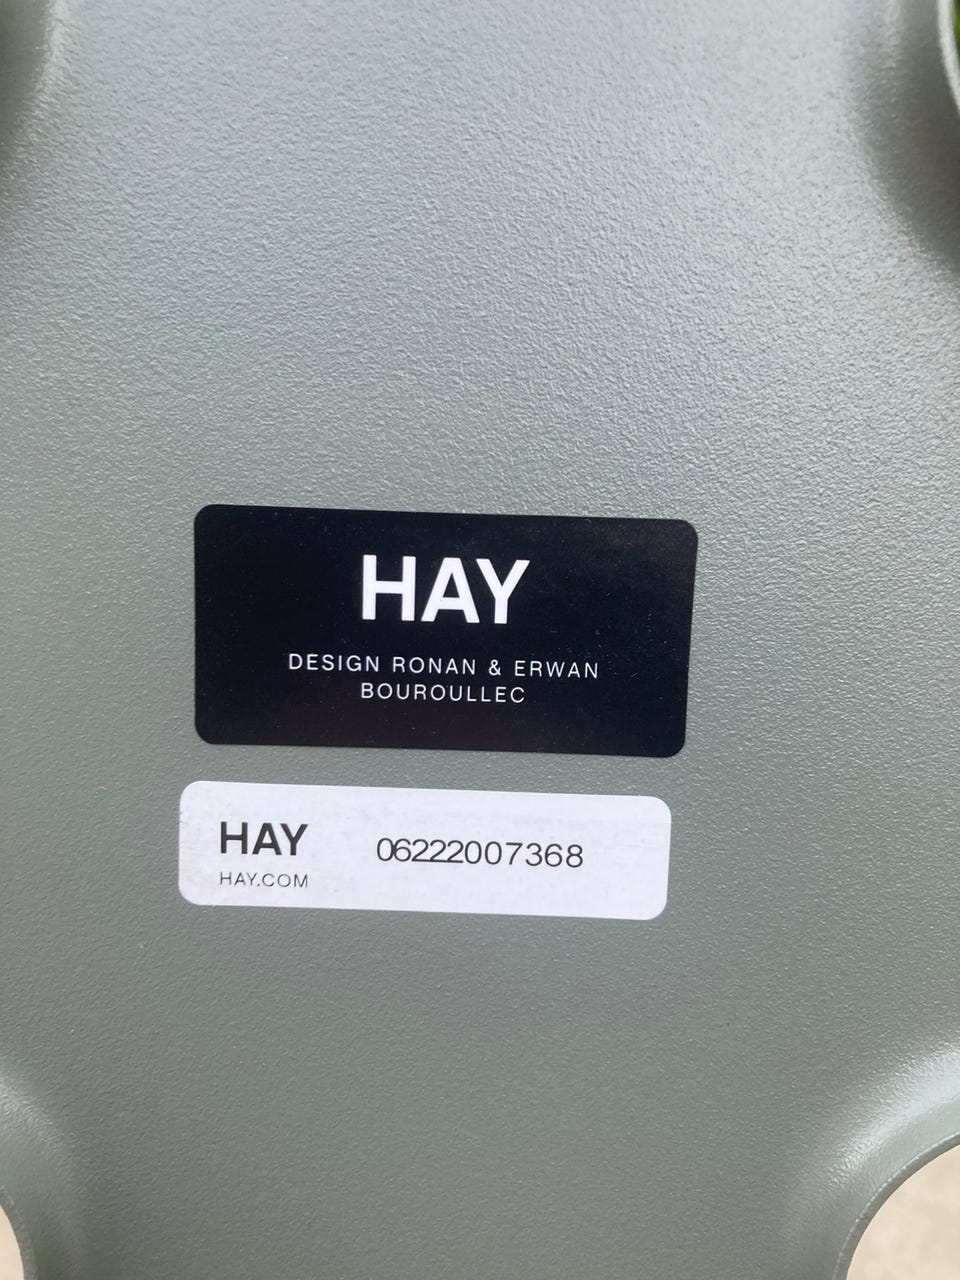 HAY
DESIGN RONAN & ERWAN
BOUROULLEC
HAY 06222007368
HAY.COM